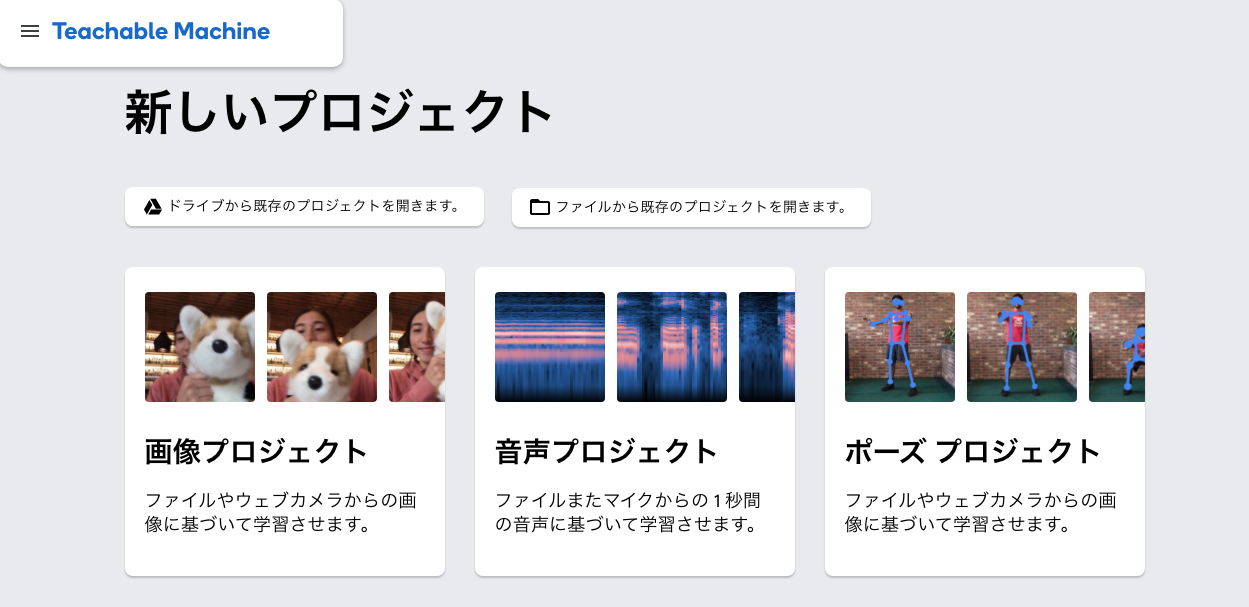 Teachable Machine
新しいプロジェクト
ドライブから既存のプロジェクトを開きます。
ファイルから既存のプロジェクトを開きます。
画像プロジェクト
ファイルやウェブカメラからの画
像に基づいて学習させます。
音声プロジェクト
ファイルまたマイクからの 1 秒間
の音声に基づいて学習させます。
ポーズ プロジェクト
ファイルやウェブカメラからの画
像に基づいて学習させます。